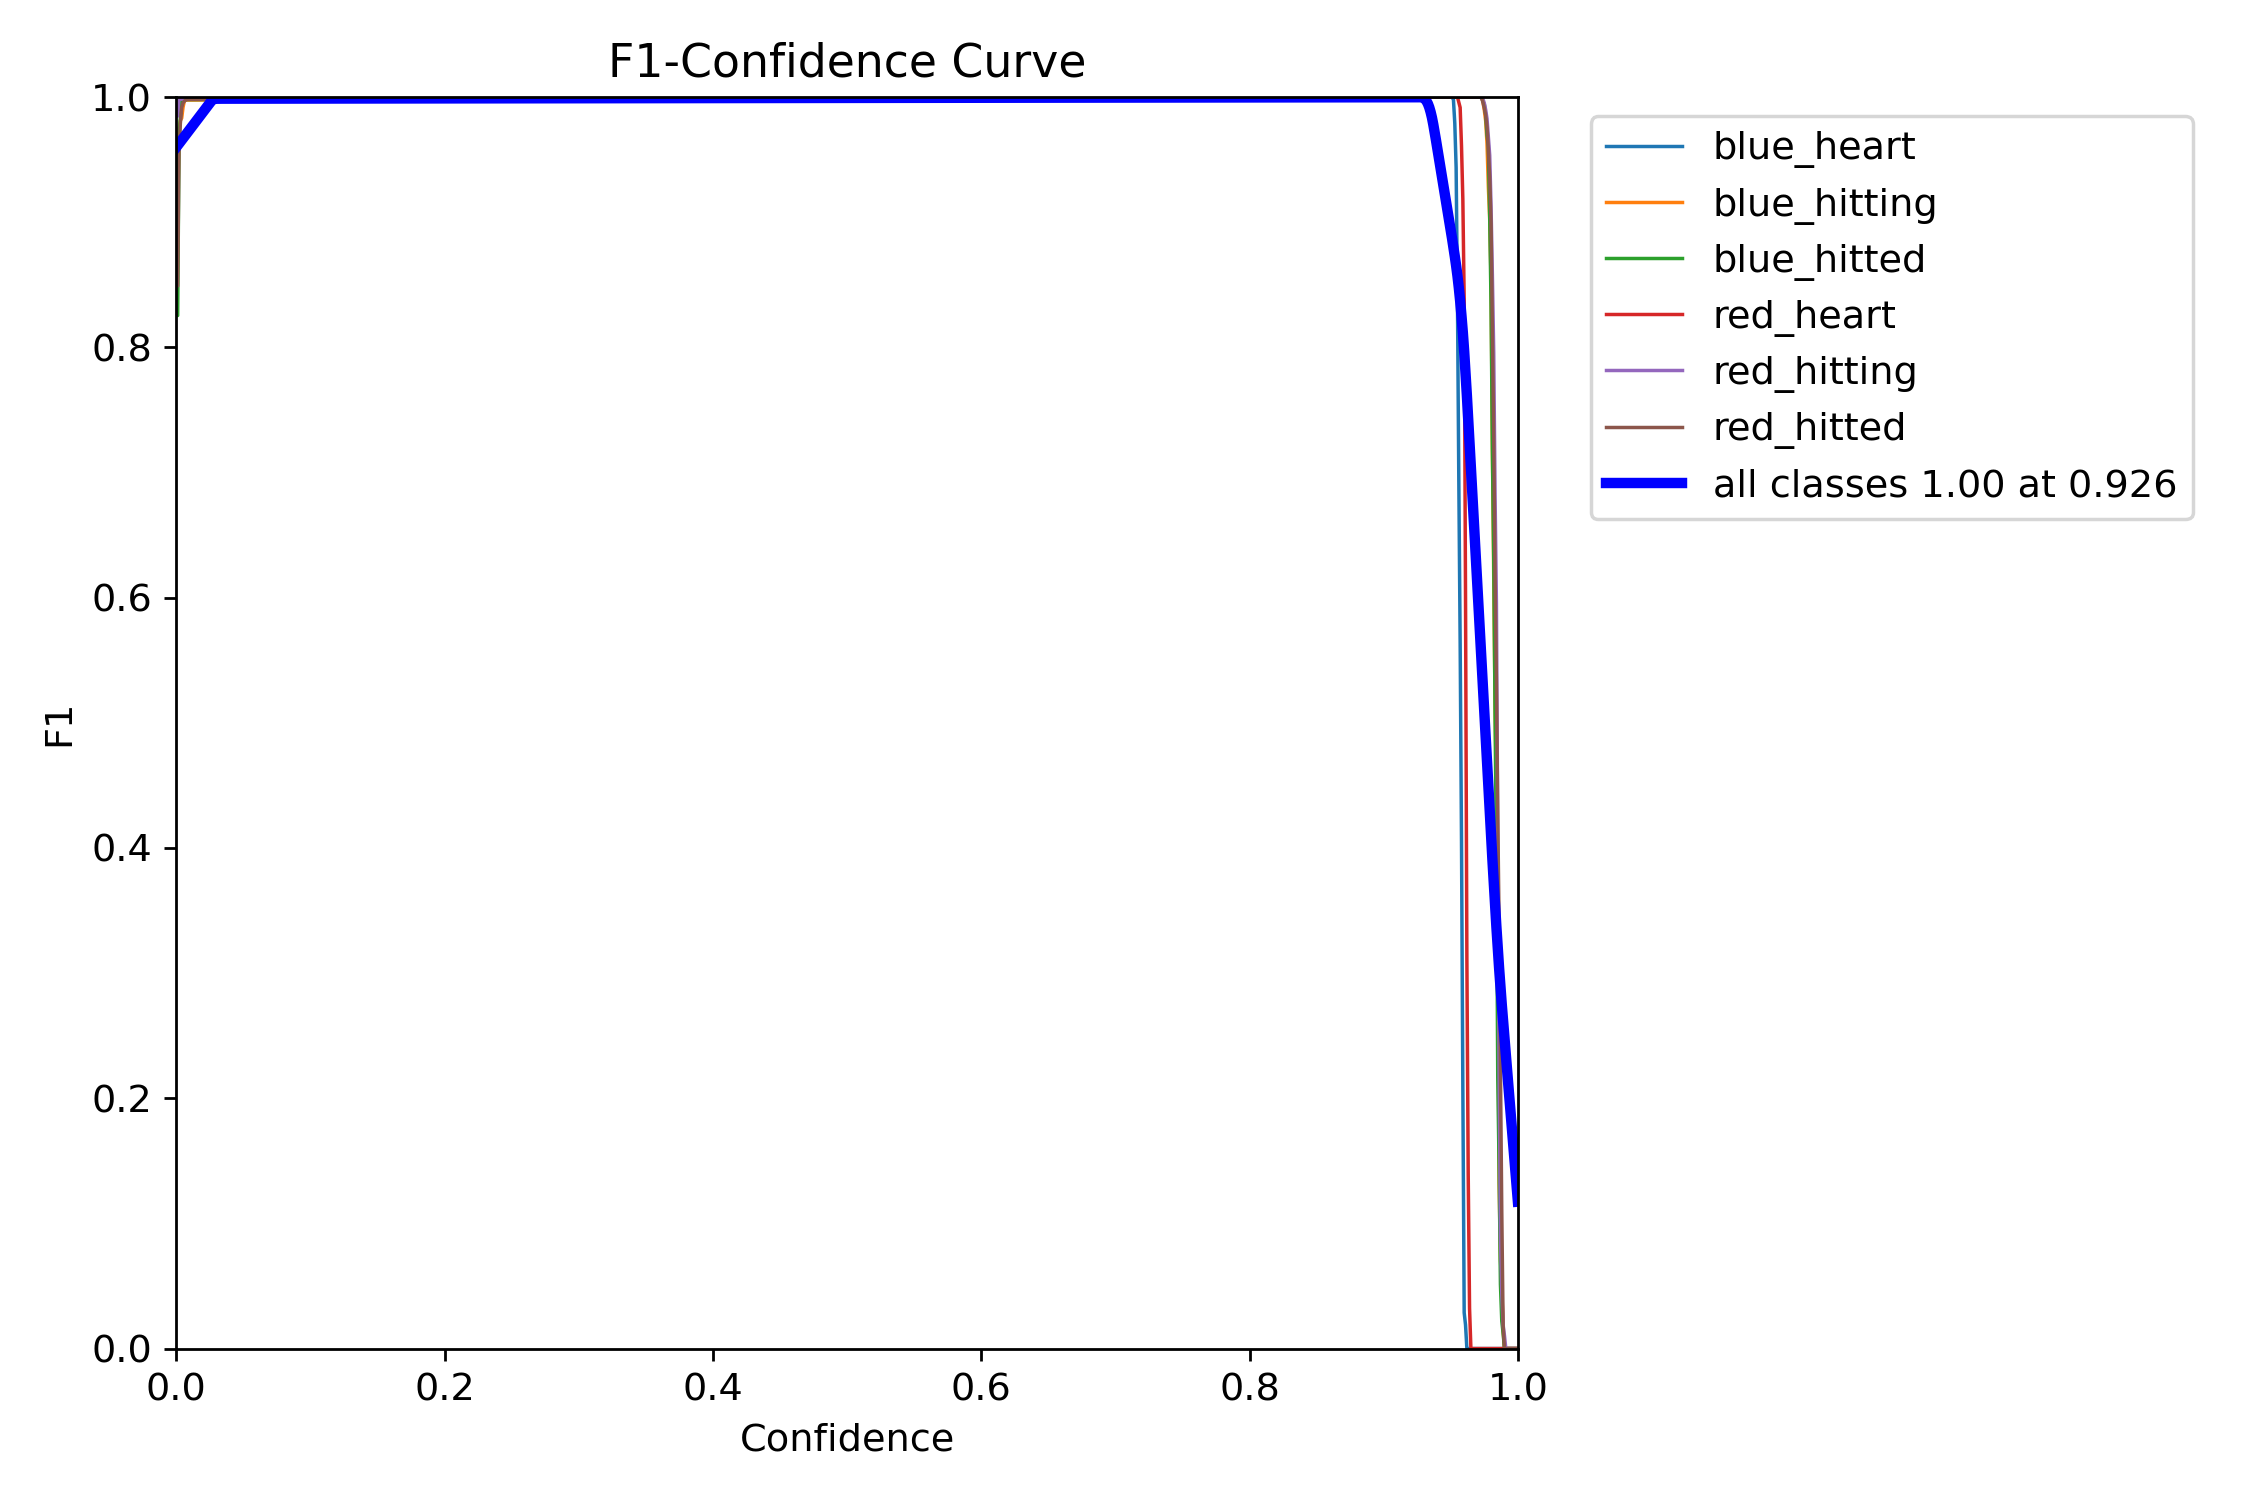 F1-Confidence Curve
1.0
0.8
0.6
0.4
0.2
0.0
F1
0.0 0.2 0.4 0.6 0.8 1.0
Confidence
blue_heart
blue_hitting
blue_hitted
red_heart
red_hitting
red_hitted
all classes 1.00 at 0.926